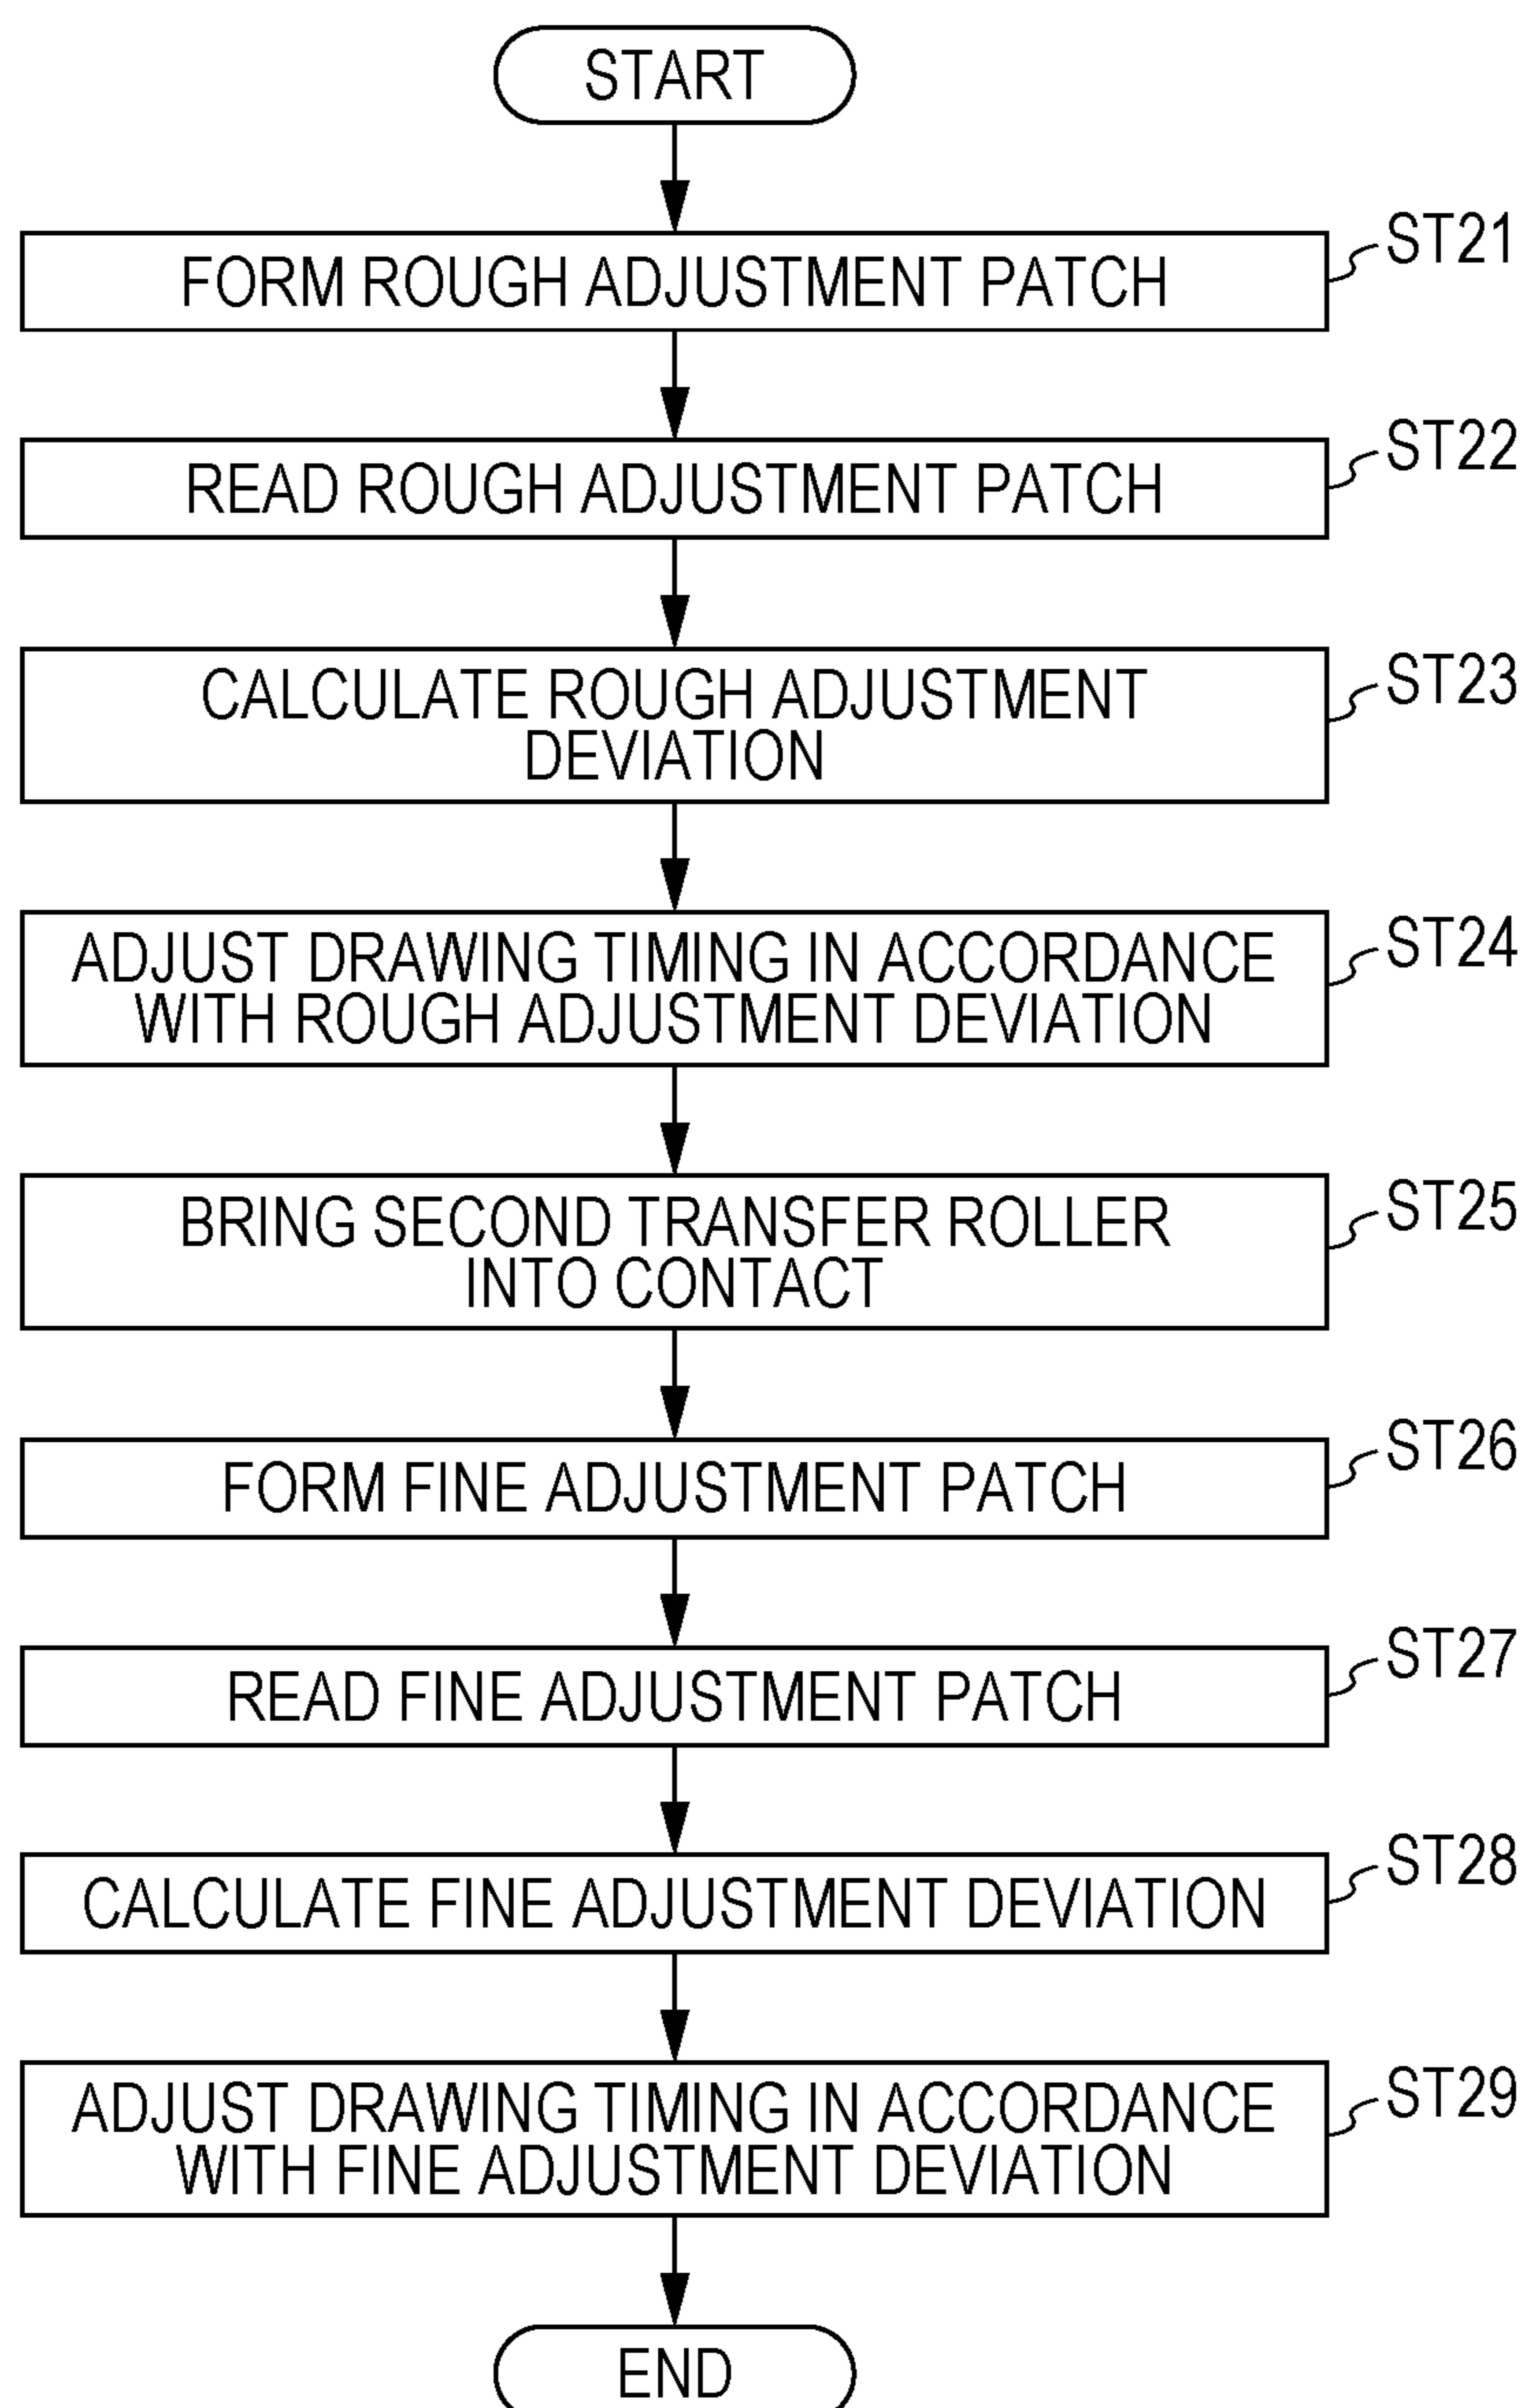 START
FORM ROUGH ADJUSTMENT PATCH
ST21
READ ROUGH ADJUSTMENT PATCH
ST22
CALCULATE ROUGH ADJUSTMENT
DEVIATION
ST23
ADJUST DRAWING TIMING IN ACCORDANCE
WITH ROUGH ADJUSTMENT DEVIATION
ST24
BRING SECOND TRANSFER ROLLER
INTO CONTACT
ST25
FORM FINE ADJUSTMENT PATCH
ST26
READ FINE ADJUSTMENT PATCH
ST27
CALCULATE FINE ADJUSTMENT DEVIATION
ST28
ADJUST DRAWING TIMING IN ACCORDANCE
WITH FINE ADJUSTMENT DEVIATION
ST29
END